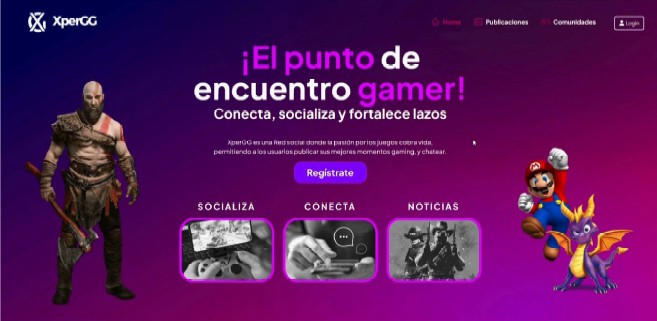 XperGG
Home
Publicaciones
Comunidades
Login
¡El punto de
encuentro gamer!
Conecta, socializa y fortalece lazos
XperGG es una Red social donde la pasión por los juegos cobra vida,
permitiendo a los usuarios publicar sus mejores momentos gaming, y chatear.
Regístrate
SOCIALIZA
CONECTA
NOTICIAS